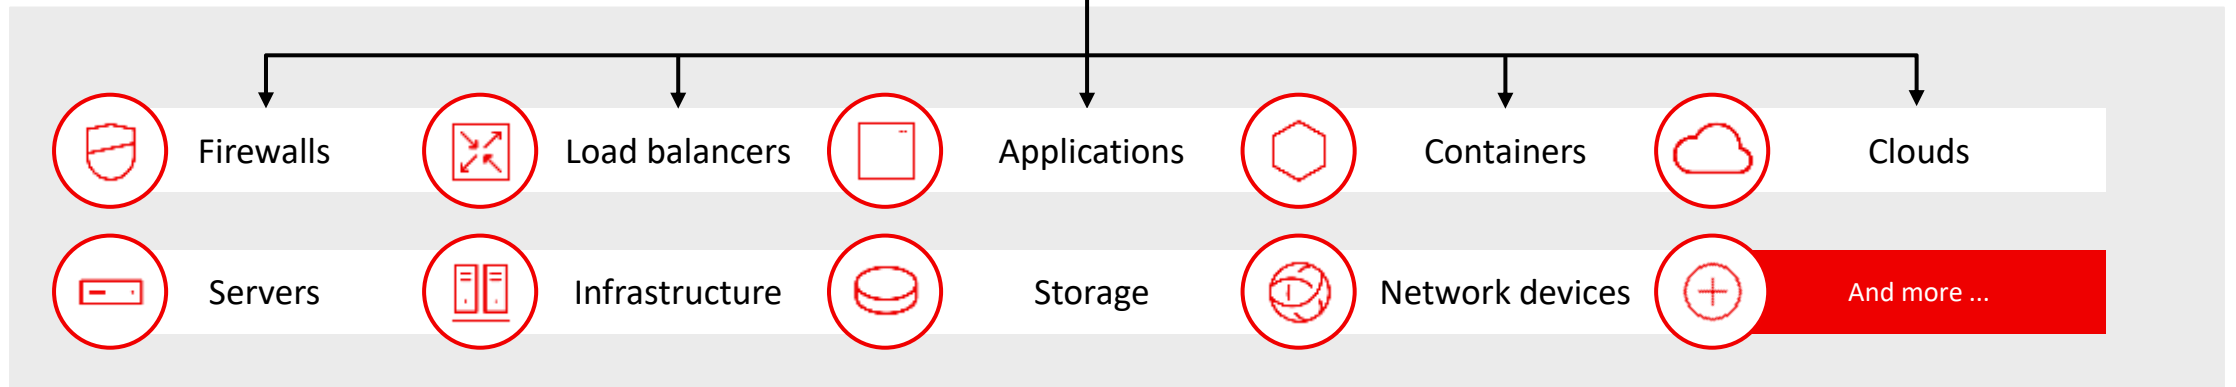 Firewalls
Load balancers
Applications
Containers
Clouds
Servers
Infrastructure
Storage
Network devices
And more ...